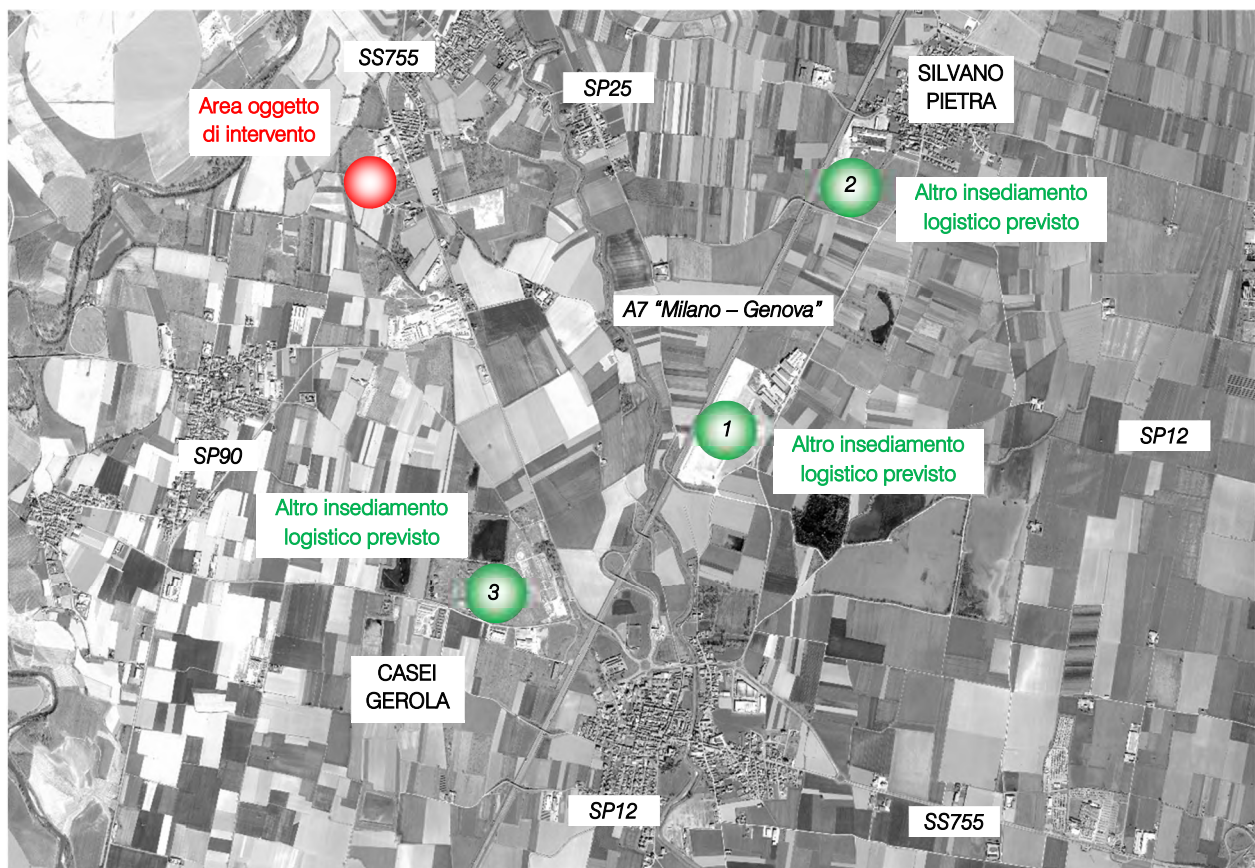 SS755
SILVANO
PIETRA
SP25
Area oggetto
di intervento
2
Altro insediamento
logistico previsto
A7 “Milano – Genova”
1
Altro insediamento
logistico previsto
SP12
SP90
Altro insediamento
logistico previsto
3
CASEI
GEROLA
SP12
SS755